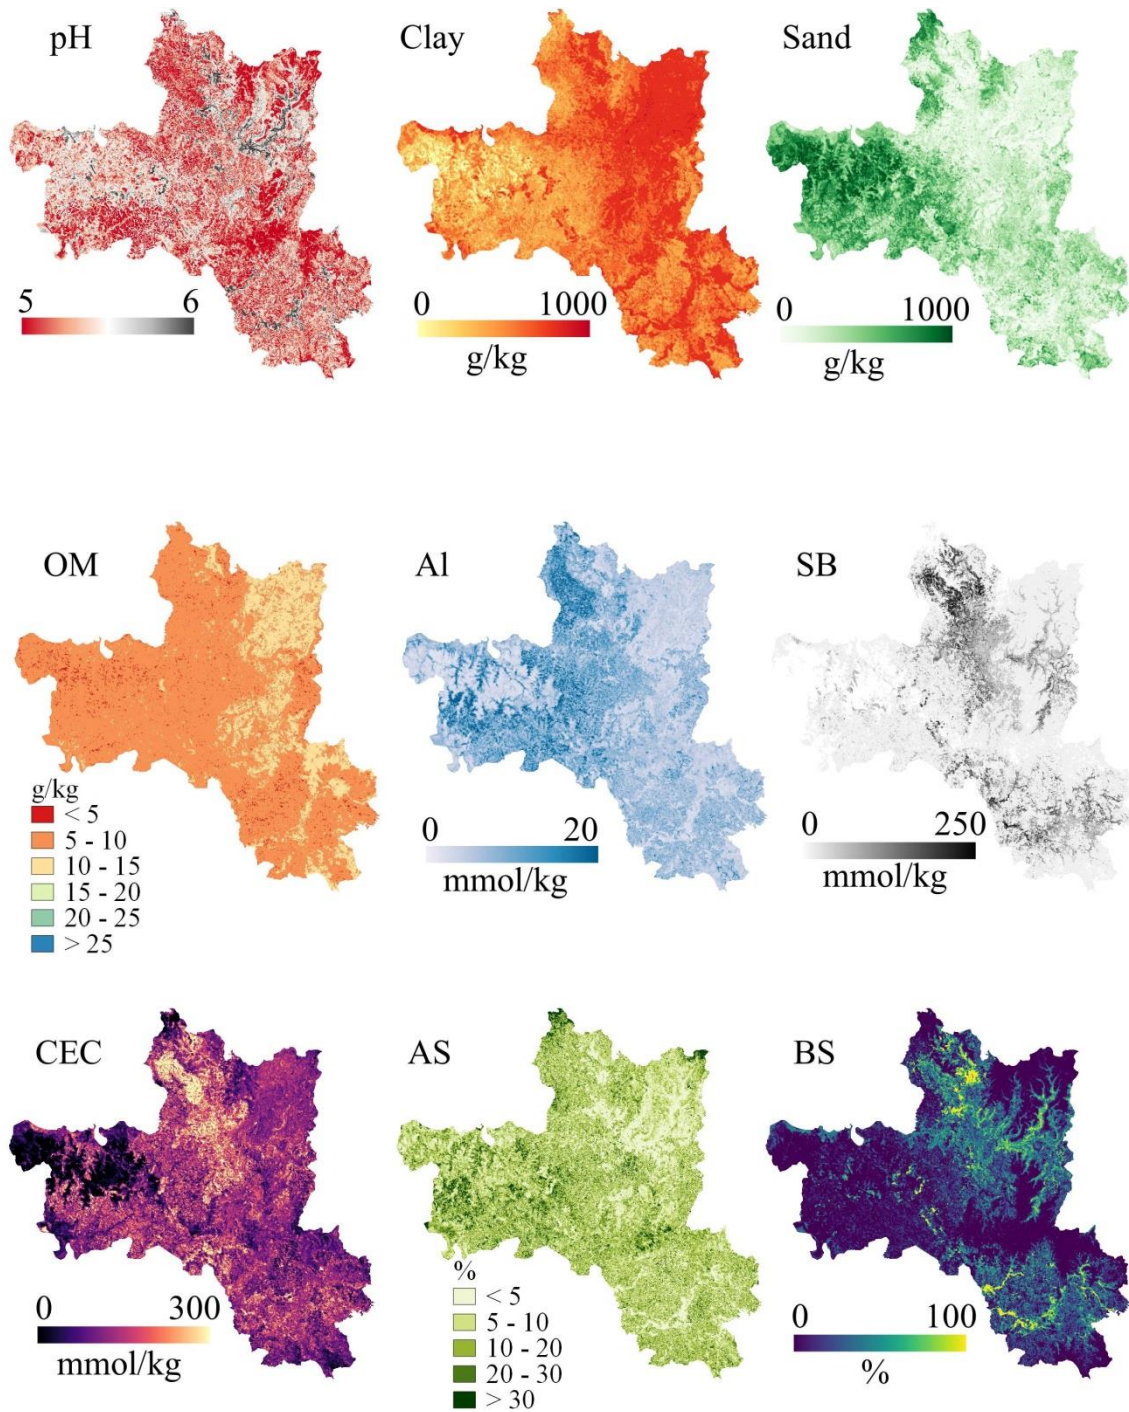 pH
5 6
Clay
0 1000
g/kg
Sand
0 1000
g/kg
OM
g/kg
< 5
5 - 10
10 - 15
15 - 20
20 - 25
> 25
Al
0 20
mmol/kg
SB
0 250
mmol/kg
CEC
0 300
mmol/kg
AS
%
< 5
5 - 10
10 - 20
20 - 30
> 30
BS
0 100
%